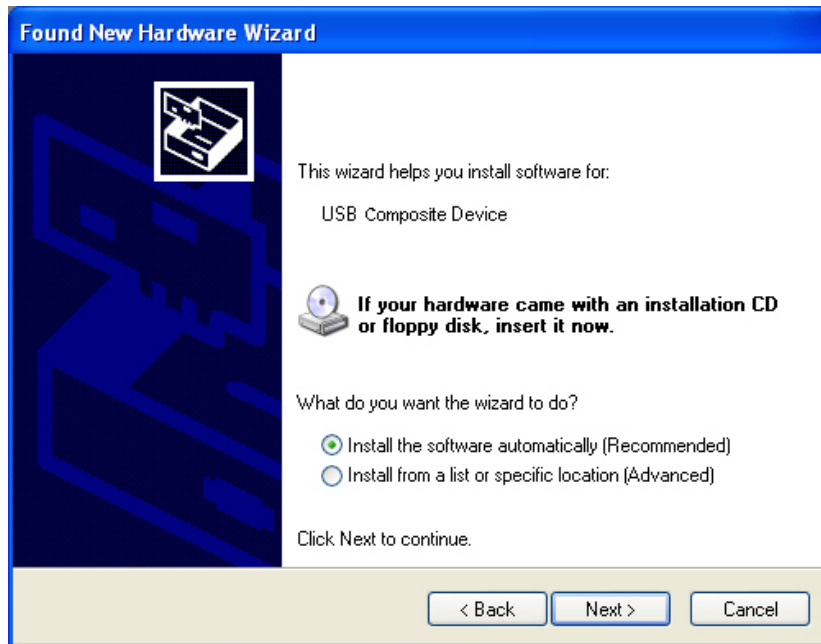 Found New Hardware Wizard
This wizard helps you install software for:
USB Composite Device
If your hardware came with an installation CD
or floppy disk, insert it now.
What do you want the wizard to do?
Install the software automatically (Recommended)
Install from a list or specific location (Advanced)
Click Next to continue.
< Back Next > Cancel